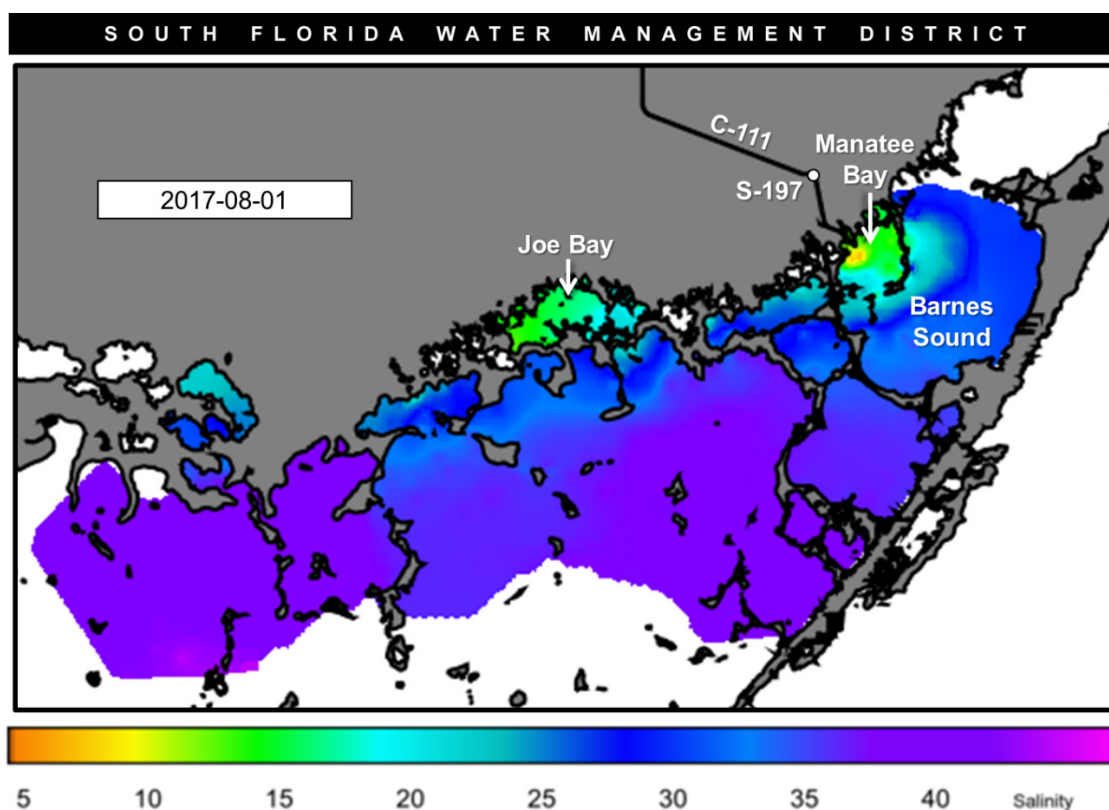 SOUTH FLORIDA WATER MANAGEMENT DISTRICT
C-111
Manatee
Bay
S-197
2017-08-01
Joe Bay
Barnes
Sound
5 10 15 20 25 30 35 40 Salinity